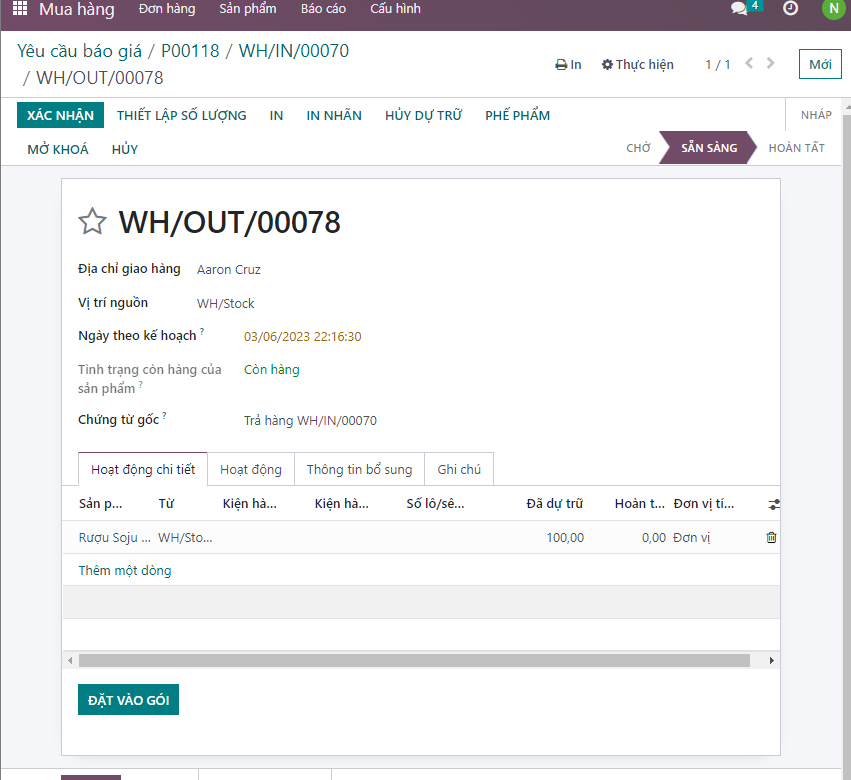 Mua hàng Đơn hàng Sản phẩm Báo cáo Cấu hình 4 N
Yêu cầu báo giá / P00118 / WH/IN/00070
/ WH/OUT/00078
In Thực hiện 1 / 1 Mới
XÁC NHẬN THIẾT LẬP SỐ LƯỢNG IN IN NHÃN HỦY DỰ TRỮ PHẾ PHẨM NHÁP
MỞ KHOÁ HỦY CHỜ SẴN SÀNG HOÀN TẤT
WH/OUT/00078
Địa chỉ giao hàng Aaron Cruz
Vị trí nguồn WH/Stock
Ngày theo kế hoạch ? 03/06/2023 22:16:30
Tình trạng còn hàng của Còn hàng
sản phẩm ?
Chứng từ gốc ? Trả hàng WH/IN/00070
Hoạt động chi tiết Hoạt động Thông tin bổ sung Ghi chú
Sản p... Từ Kiện hà... Kiện hà... Số lô/sê... Đã dự trữ Hoàn t... Đơn vị tí...
Rượu Soju ... WH/Sto... 100,00 0,00 Đơn vị
Thêm một dòng
ĐẶT VÀO GÓI